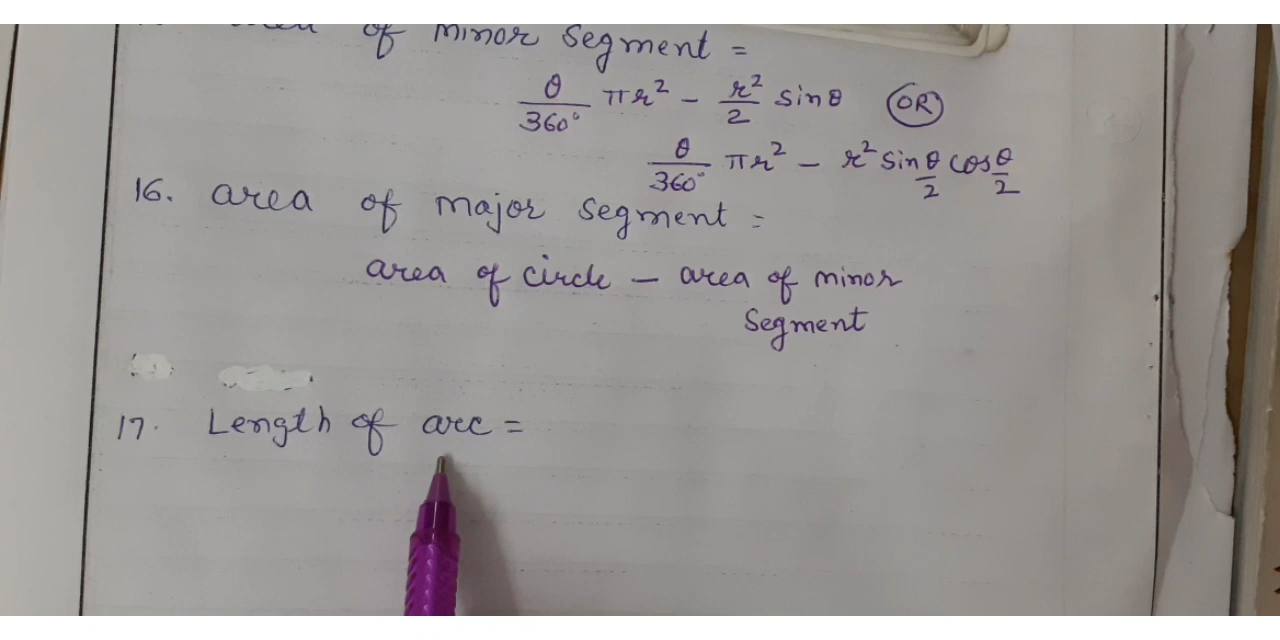 of minor segment =
θ/360° πr² − r²/2 sinθ (OR)
θ/360° πr² − r² sin θ/2 cos θ/2
16. area of major segment =
area of circle − area of minor
segment
17. Length of arc =